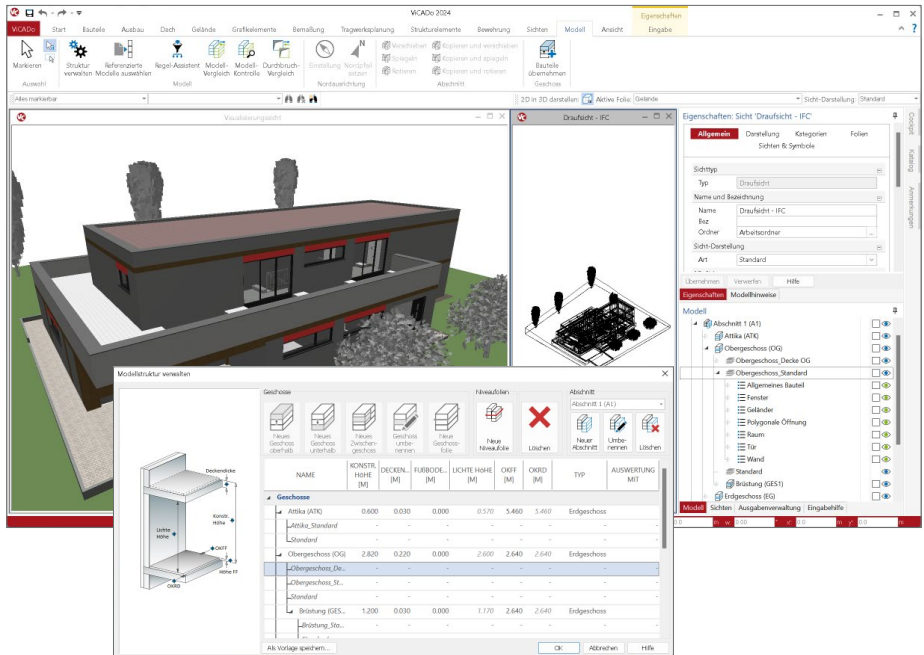 ViCADo 2024
Eigenschaften
ViCADo Start Bauteile Ausbau Dach Gelände Grafikelemente Bemaßung Tragwerksplanung Strukturelemente Bewehrung Sichten Modell Ansicht Eingabe
Markieren
Struktur verwalten
Referenzierte Modelle auswählen
Regel-Assistent
Modell-Vergleich
Modell-Kontrolle
Durchbruch-Vergleich
Einstellung
Nordpfeil setzen
Verschieben
Spiegeln
Rotieren
Kopieren und verschieben
Kopieren und spiegeln
Kopieren und rotieren
Bauteile übernehmen
Auswahl Modell Nordausrichtung Abschnitt Geschoss
Alles markierbar
2D in 3D darstellen: Aktive Folie: Gelände Sicht-Darstellung: Standard
Visualisierungssicht
Draufsicht - IFC
Eigenschaften: Sicht 'Draufsicht - IFC'
Allgemein Darstellung Kategorien Folien
Sichten & Symbole
Sichttyp
Typ Draufsicht
Name und Bezeichnung
Name Draufsicht - IFC
Bez
Ordner Arbeitsordner ...
Sicht-Darstellung
Art Standard
Übernehmen Verwerfen Hilfe
Eigenschaften Modellhinweise
Cockpit
Katalog
Anmerkungen
Modell
Abschnitt 1 (A1)
Attika (ATK)
Obergeschoss (OG)
Obergeschoss_Decke OG
Obergeschoss_Standard
Allgemeines Bauteil
Fenster
Geländer
Polygonale Öffnung
Raum
Tür
Wand
Standard
Brüstung (GES1)
Erdgeschoss (EG)
Modell Sichten Ausgabenverwaltung Eingabehilfe
Modellstruktur verwalten
Geschosse Niveaufolien Abschnitt
Abschnitt 1 (A1)
Neues Geschoss oberhalb
Neues Geschoss unterhalb
Neues Zwischen-geschoss
Geschoss umbe-nennen
Neue Geschoss-folie
Neue Niveaufolie
Löschen
Neuer Abschnitt
Umbe-nennen
Löschen
Deckendicke
Lichte Höhe
Konstr. Höhe
OKFF
Höhe FF
OKRD
NAME KONSTR. HÖHE [M] DECKEN... [M] FUßBODE... [M] LICHTE HÖHE [M] OKFF [M] OKRD [M] TYP AUSWERTUNG MIT
Geschosse
Attika (ATK) 0.600 0.030 0.000 0.570 5.460 5.460 Erdgeschoss
Attika_Standard - - - - - - - -
Standard - - - - - - - -
Obergeschoss (OG) 2.820 0.220 0.000 2.600 2.640 2.640 Erdgeschoss
Obergeschoss_De... - - - - - - - -
Obergeschoss_St... - - - - - - - -
Standard - - - - - - - -
Brüstung (GES... 1.200 0.030 0.000 1.170 2.640 2.640 Erdgeschoss
Brüstung_Sta... - - - - - - - -
Als Vorlage speichern... OK Abbrechen Hilfe